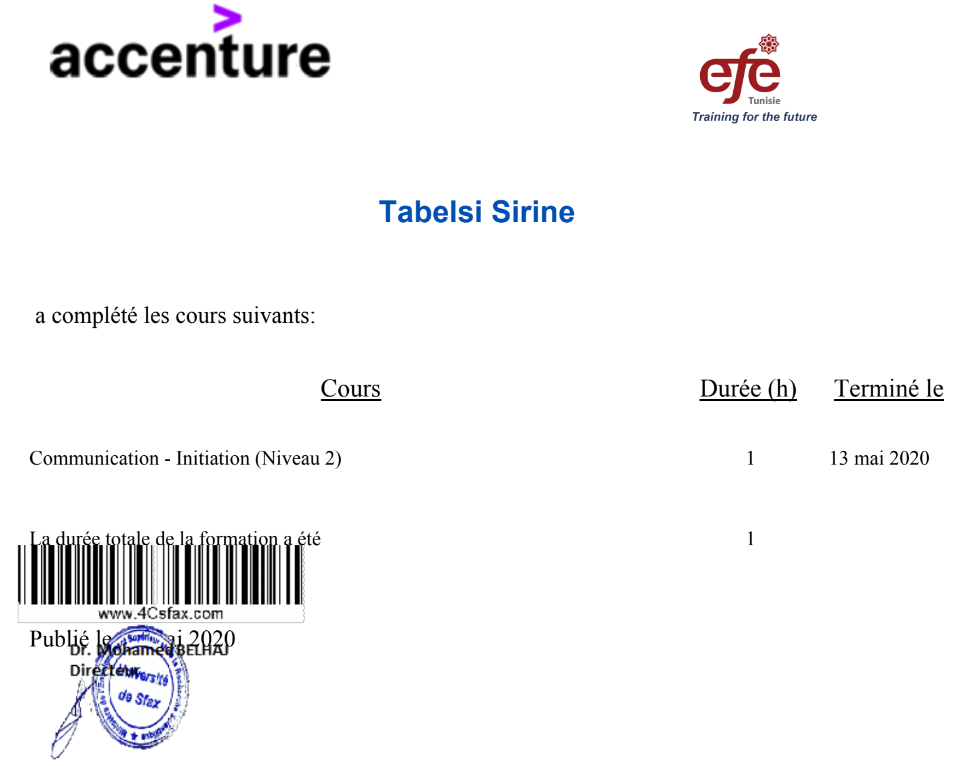 accenture
efe
Tunisie
Training for the future
Tabelsi Sirine
a complété les cours suivants:
Cours Durée (h) Terminé le
Communication - Initiation (Niveau 2) 1 13 mai 2020
La durée totale de la formation a été 1
www.4Csfax.com
Publié le mai 2020
Dr. Mohamed BELHAJ
Directeur
Université
de Sfax